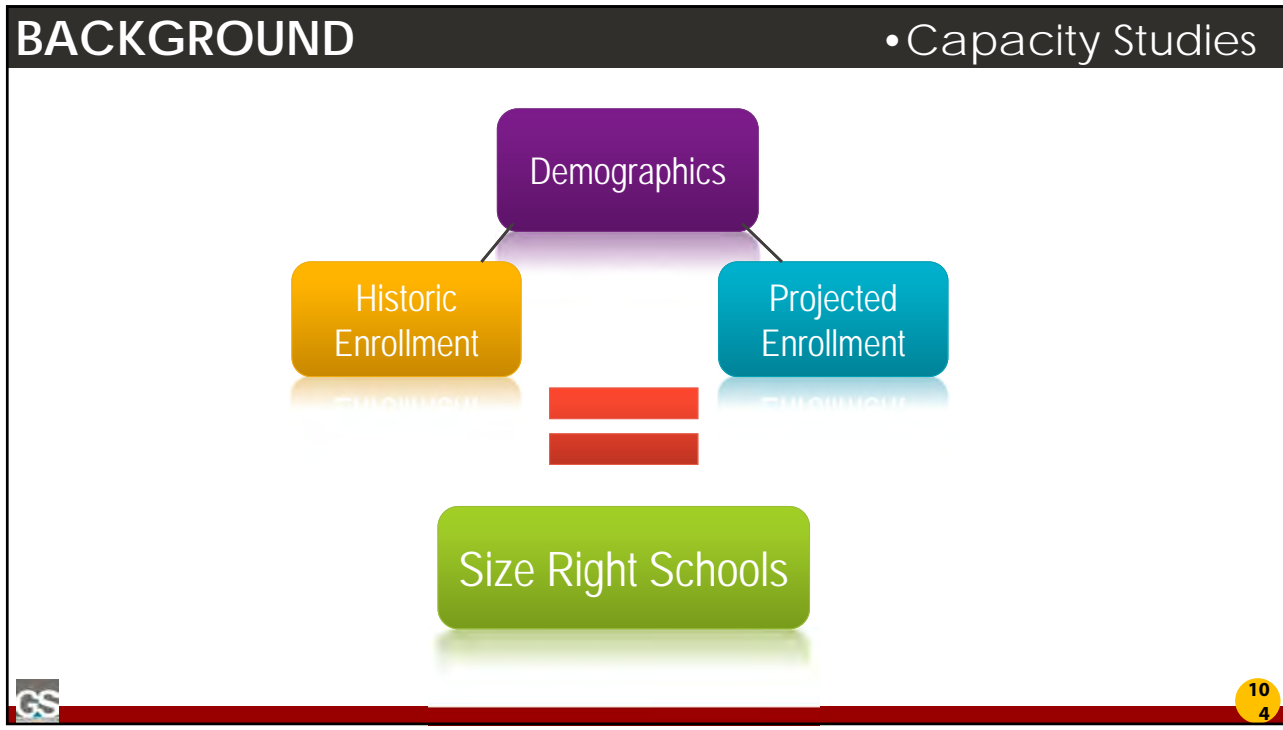 BACKGROUND
•Capacity Studies
Demographics
Historic
Enrollment
Projected
Enrollment
Size Right Schools
GS
10
4